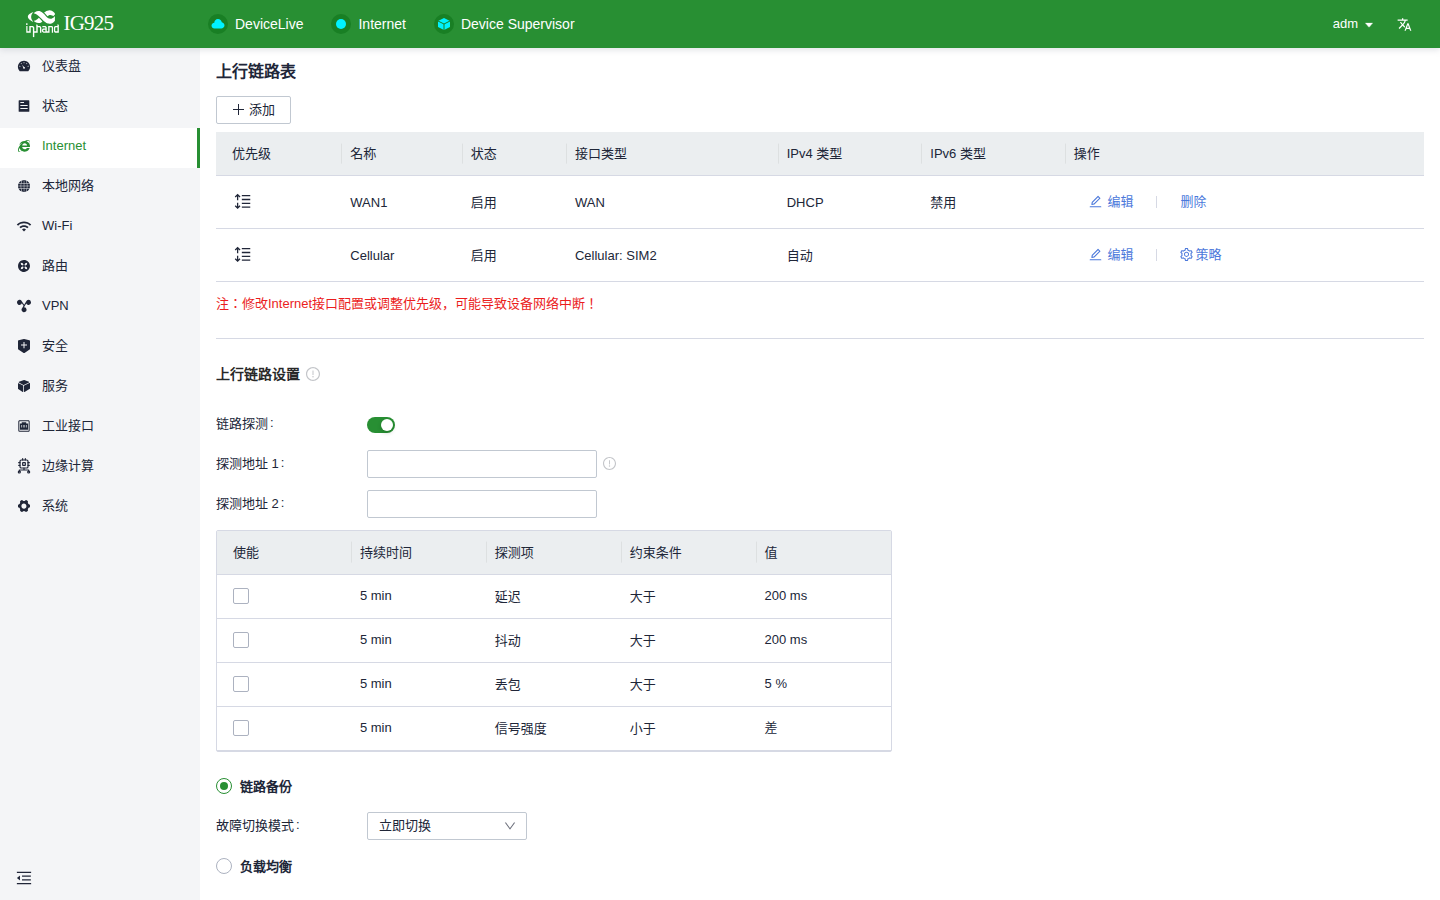 inhand IG925 DeviceLive Internet Device Supervisor adm
仪表盘
状态
Internet
本地网络
Wi-Fi
路由
VPN
安全
服务
工业接口
边缘计算
系统
上行链路表
添加
优先级 名称 状态 接口类型 IPv4 类型 IPv6 类型 操作
WAN1 启用 WAN DHCP 禁用 编辑 删除
Cellular 启用 Cellular: SIM2 自动 编辑 策略
注：修改Internet接口配置或调整优先级，可能导致设备网络中断！
上行链路设置
链路探测:
探测地址 1:
探测地址 2:
使能 持续时间 探测项 约束条件 值
5 min 延迟 大于 200 ms
5 min 抖动 大于 200 ms
5 min 丢包 大于 5 %
5 min 信号强度 小于 差
链路备份
故障切换模式: 立即切换
负载均衡